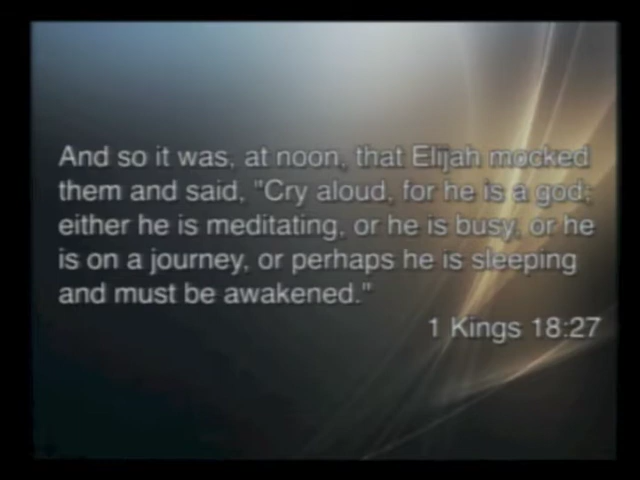 And so it was, at noon, that Elijah mocked
them and said, "Cry aloud, for he is a god;
either he is meditating, or he is busy, or he
is on a journey, or perhaps he is sleeping
and must be awakened."
1 Kings 18:27